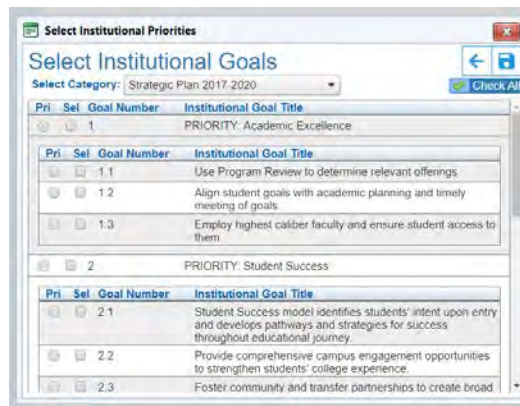 Select Institutional Priorities
Select Institutional Goals
Select Category: Strategic Plan 2017-2020
Check All
Pri Sel Goal Number Institutional Goal Title
1 PRIORITY: Academic Excellence
Pri Sel Goal Number Institutional Goal Title
1.1 Use Program Review to determine relevant offerings
1.2 Align student goals with academic planning and timely
meeting of goals
1.3 Employ highest caliber faculty and ensure student access to
them
2 PRIORITY: Student Success
Pri Sel Goal Number Institutional Goal Title
2.1 Student Success model identifies students' intent upon entry
and develops pathways and strategies for success
throughout educational journey.
2.2 Provide comprehensive campus engagement opportunities
to strengthen students' college experience.
2.3 Foster community and transfer partnerships to create broad